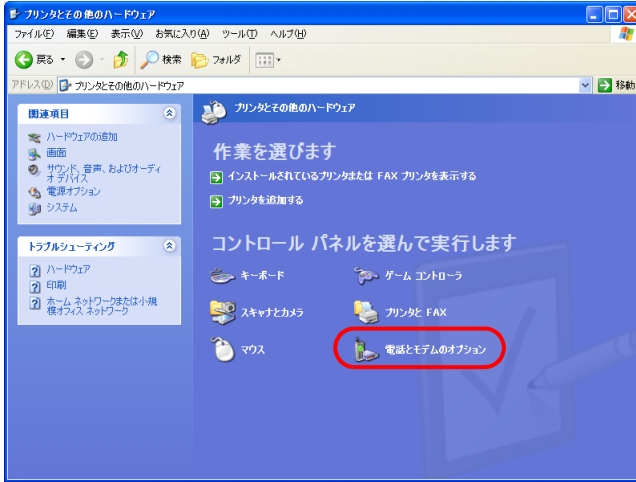 プリンタとその他のハードウェア
ファイル(F) 編集(E) 表示(V) お気に入り(A) ツール(T) ヘルプ(H)
戻る 検索 フォルダ
アドレス(D) プリンタとその他のハードウェア 移動
関連項目
ハードウェアの追加
画面
サウンド、音声、およびオーディ
オ デバイス
電源オプション
システム
トラブルシューティング
ハードウェア
印刷
ホーム ネットワークまたは小規
模オフィス ネットワーク
プリンタとその他のハードウェア
作業を選びます
インストールされているプリンタまたは FAX プリンタを表示する
プリンタを追加する
コントロール パネルを選んで実行します
キーボード ゲーム コントローラ
スキャナとカメラ プリンタと FAX
マウス 電話とモデムのオプション